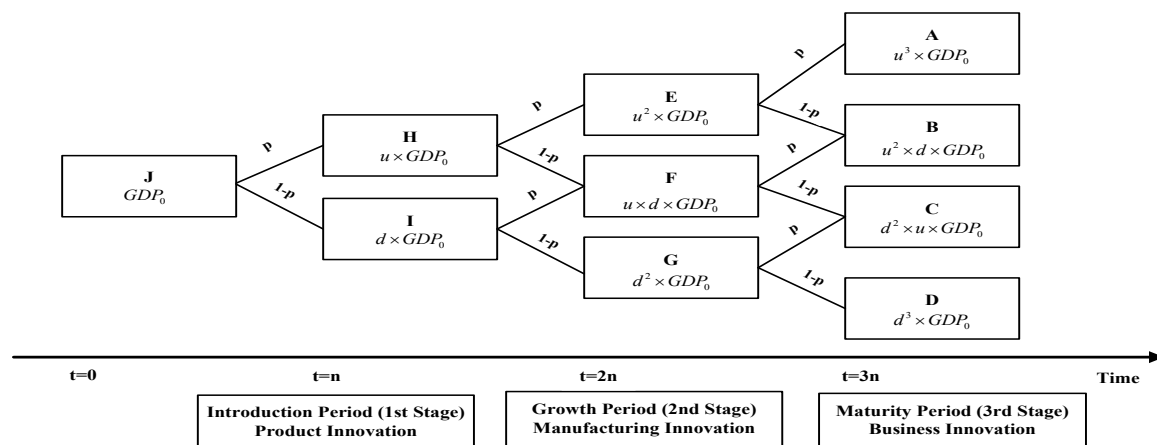 A
u³ × GDP₀
p
E
u² × GDP₀
p
1-p
H
u × GDP₀
B
u² × d × GDP₀
p
1-p
p
J
GDP₀
F
u × d × GDP₀
1-p
p
1-p
I
d × GDP₀
C
d² × u × GDP₀
1-p
p
G
d² × GDP₀
1-p
D
d³ × GDP₀
t=0 t=n t=2n t=3n Time
Introduction Period (1st Stage)
Product Innovation
Growth Period (2nd Stage)
Manufacturing Innovation
Maturity Period (3rd Stage)
Business Innovation